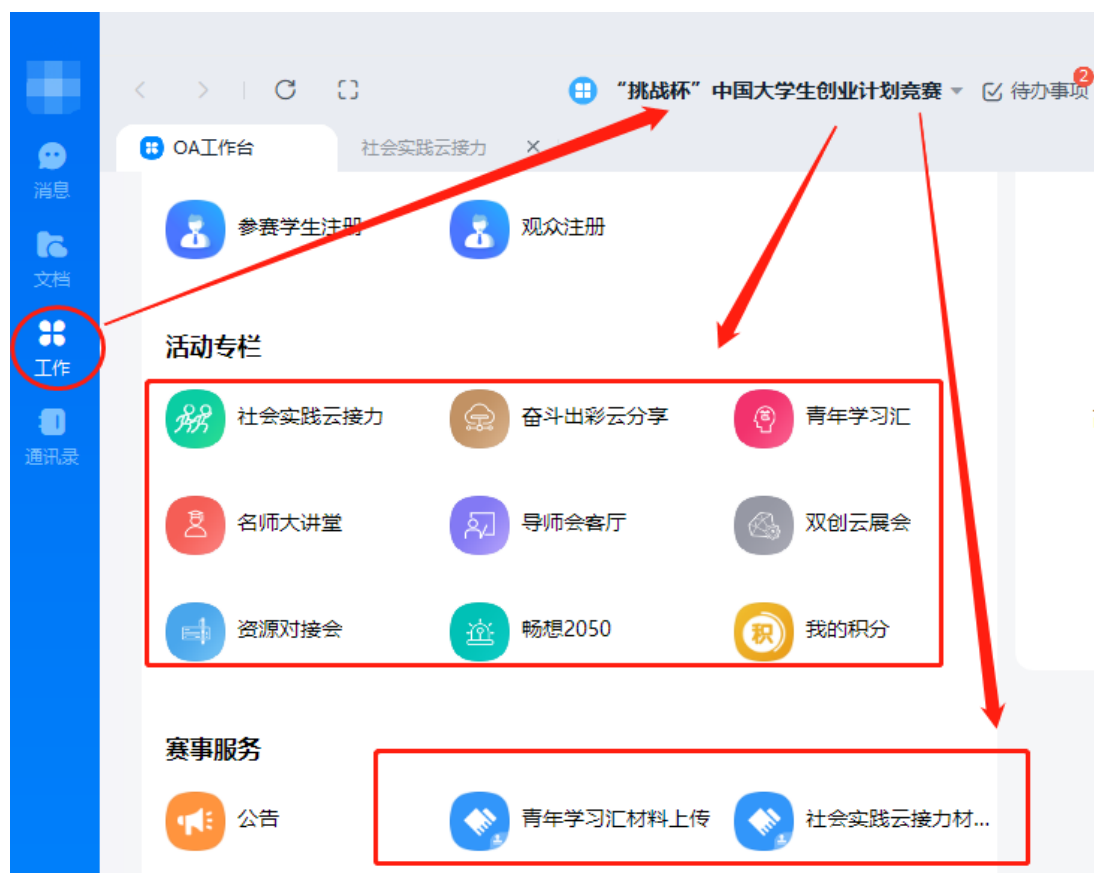 “挑战杯”中国大学生创业计划竞赛
待办事项
2
OA工作台
社会实践云接力
消息
文档
工作
通讯录
参赛学生注册
观众注册
活动专栏
社会实践云接力
奋斗出彩云分享
青年学习汇
名师大讲堂
导师会客厅
双创云展会
资源对接会
畅想2050
积
我的积分
赛事服务
公告
青年学习汇材料上传
社会实践云接力材...